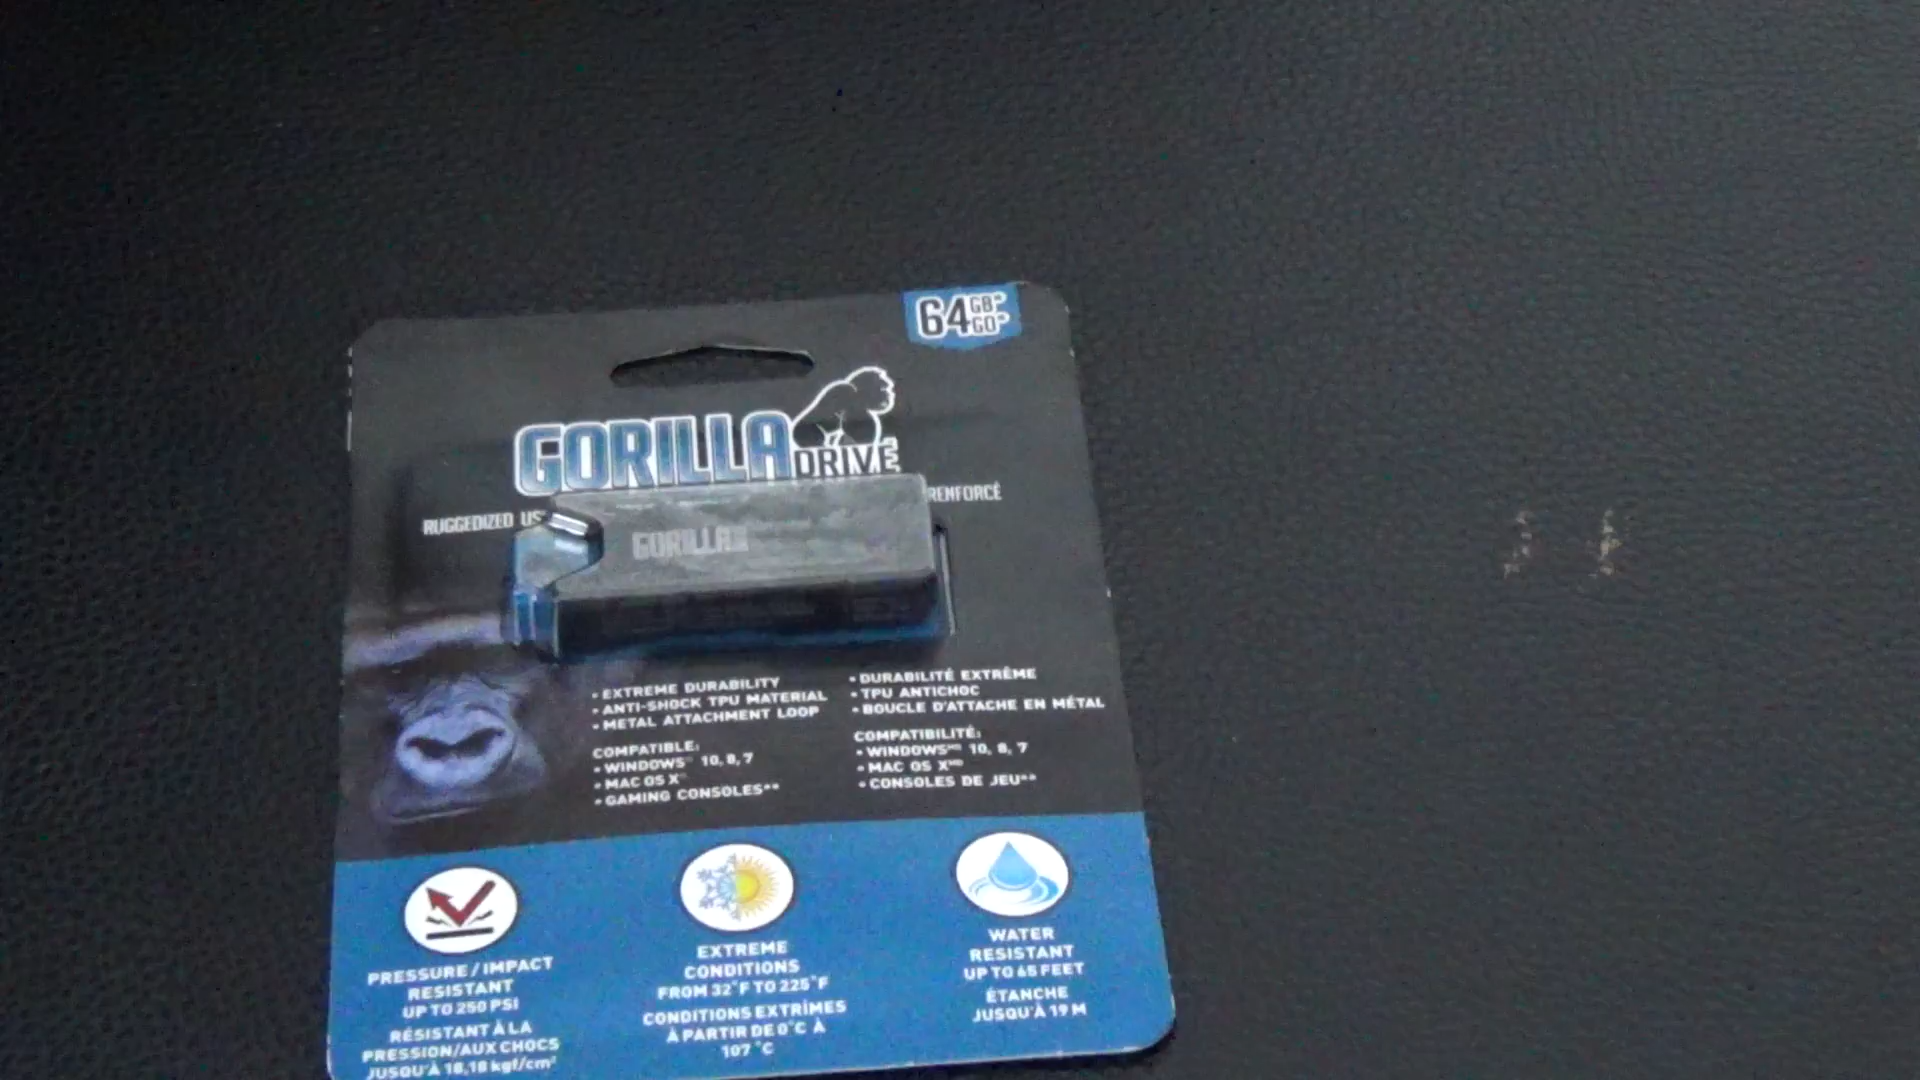 64 GB GO
GORILLA
DRIVE
RUGGEDIZED US
RENFORCÉ
GORILLA
• EXTREME DURABILITY
• ANTI-SHOCK TPU MATERIAL
• METAL ATTACHMENT LOOP
COMPATIBLE:
• WINDOWS 10, 8, 7
• MAC OS X
• GAMING CONSOLES**
• DURABILITÉ EXTRÊME
• TPU ANTICHOC
• BOUCLE D'ATTACHE EN MÉTAL
COMPATIBILITÉ:
• WINDOWS MD 10, 8, 7
• MAC OS X MD
• CONSOLES DE JEU**
PRESSURE / IMPACT
RESISTANT
UP TO 250 PSI
RÉSISTANT À LA
PRESSION/AUX CHOCS
JUSQU'À 18,18 kgf/cm²
EXTREME
CONDITIONS
FROM 32°F TO 225°F
CONDITIONS EXTRÍMES
À PARTIR DE 0°C À
107 °C
WATER
RESISTANT
UP TO 65 FEET
ÉTANCHE
JUSQU'À 19 M